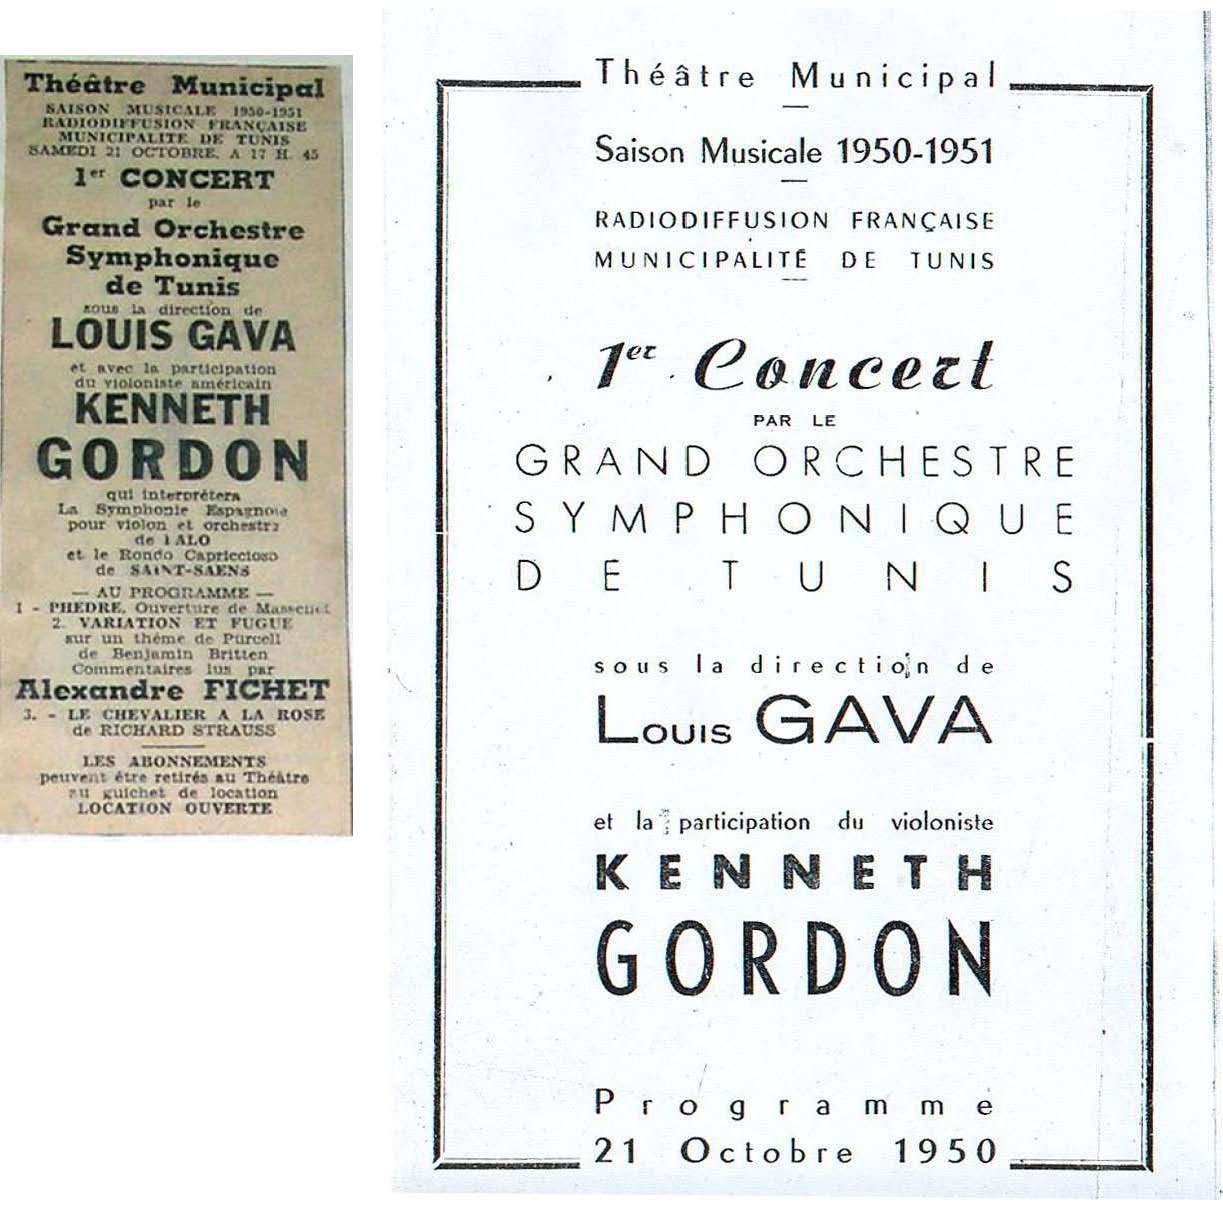 Théâtre Municipal
SAISON MUSICALE 1950-1951
RADIODIFFUSION FRANÇAISE
MUNICIPALITE DE TUNIS
SAMEDI 21 OCTOBRE, A 17 H. 45
1er CONCERT
par le
Grand Orchestre
Symphonique
de Tunis
sous la direction de
LOUIS GAVA
et avec la participation
du violoniste américain
KENNETH
GORDON
qui interprétera
La Symphonie Espagnole
pour violon et orchestre
de LALO
et le Rondo Capriccioso
de SAINT-SAENS
— AU PROGRAMME —
1 - PHEDRE, Ouverture de Massenet
2. VARIATION ET FUGUE
sur un thème de Purcell
de Benjamin Britten
Commentaires lus par
Alexandre FICHET
3. - LE CHEVALIER A LA ROSE
de RICHARD STRAUSS
LES ABONNEMENTS
peuvent être retirés au Théâtre
au guichet de location
LOCATION OUVERTE
Théâtre Municipal
Saison Musicale 1950-1951
RADIODIFFUSION FRANÇAISE
MUNICIPALITÉ DE TUNIS
1er Concert
PAR LE
GRAND ORCHESTRE
SYMPHONIQUE
DE TUNIS
sous la direction de
Louis GAVA
et la participation du violoniste
KENNETH
GORDON
Programme
21 Octobre 1950